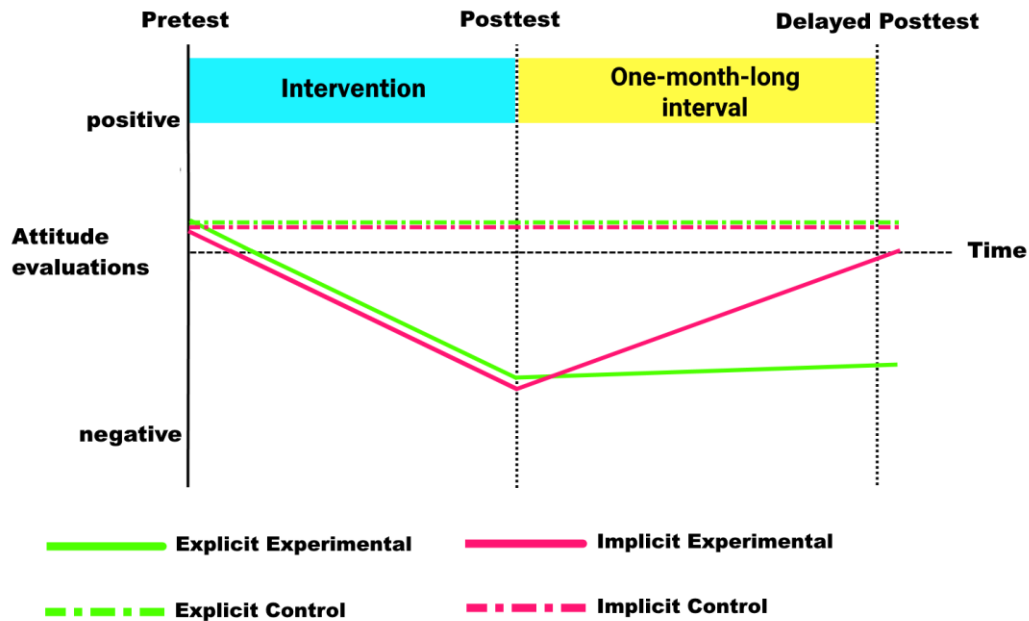 Pretest
Posttest
Delayed Posttest
Intervention
One-month-long
interval
positive
Attitude
evaluations
Time
negative
Explicit Experimental
Implicit Experimental
Explicit Control
Implicit Control